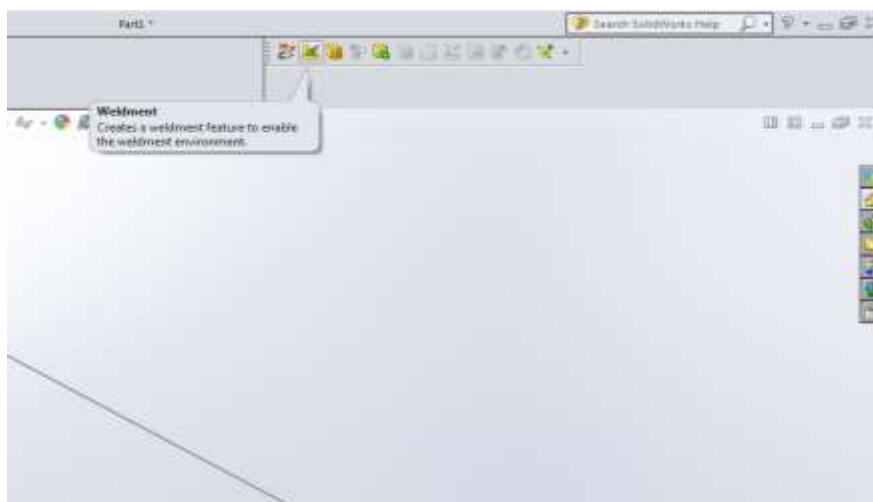 Part1 *
Search SolidWorks Help
Weldment
Creates a weldment feature to enable
the weldment environment.